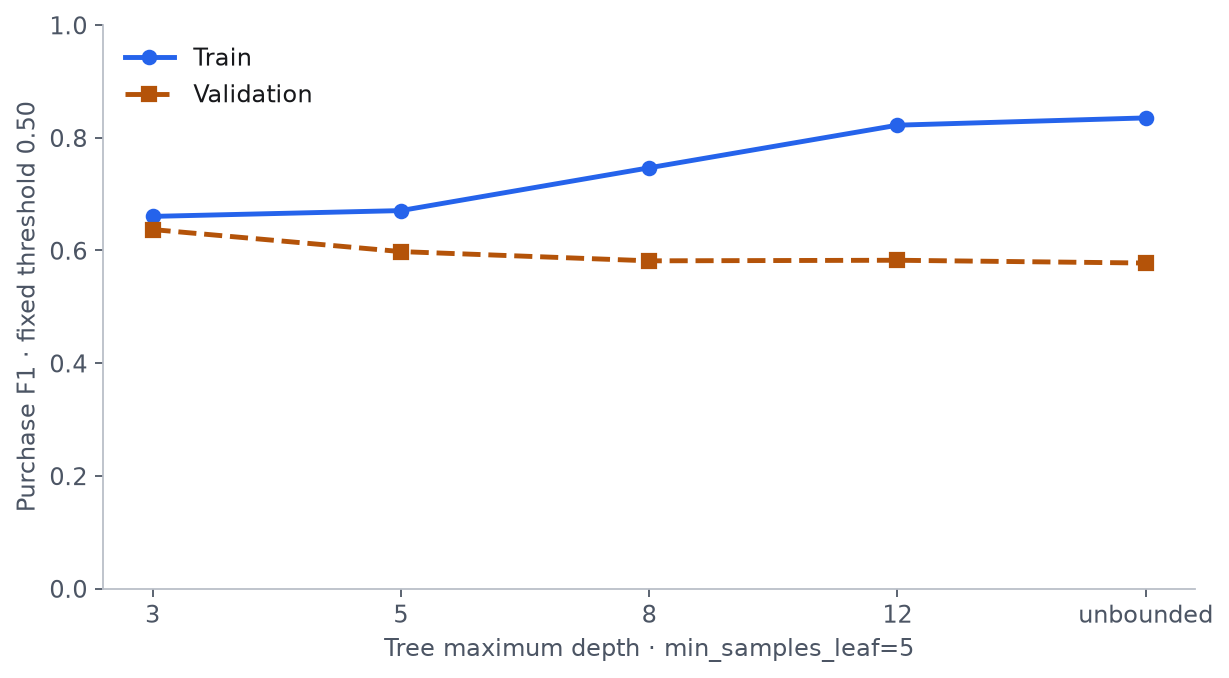 Purchase F1 · fixed threshold 0.50
1.0
0.8
0.6
0.4
0.2
0.0
Train
Validation
3
5
8
12
unbounded
Tree maximum depth · min_samples_leaf=5